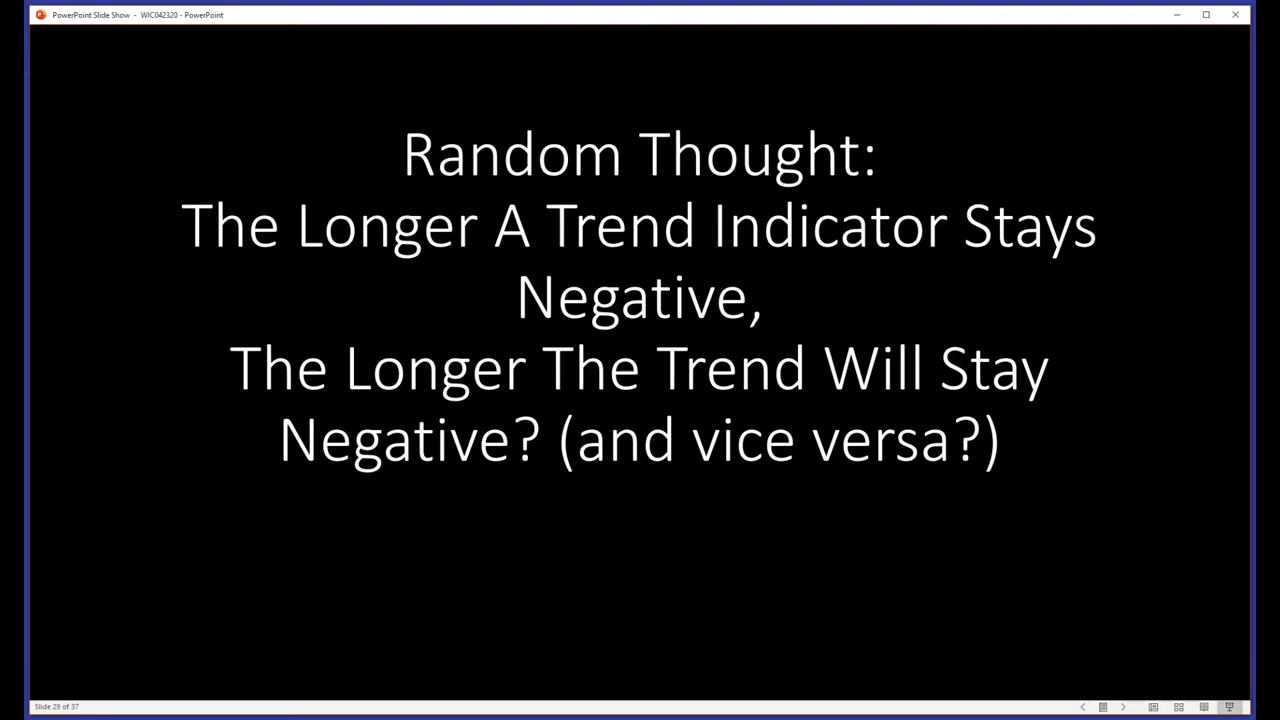 PowerPoint Slide Show - WIC042320 - PowerPoint
Random Thought:
The Longer A Trend Indicator Stays
Negative,
The Longer The Trend Will Stay
Negative? (and vice versa?)
Slide 29 of 37